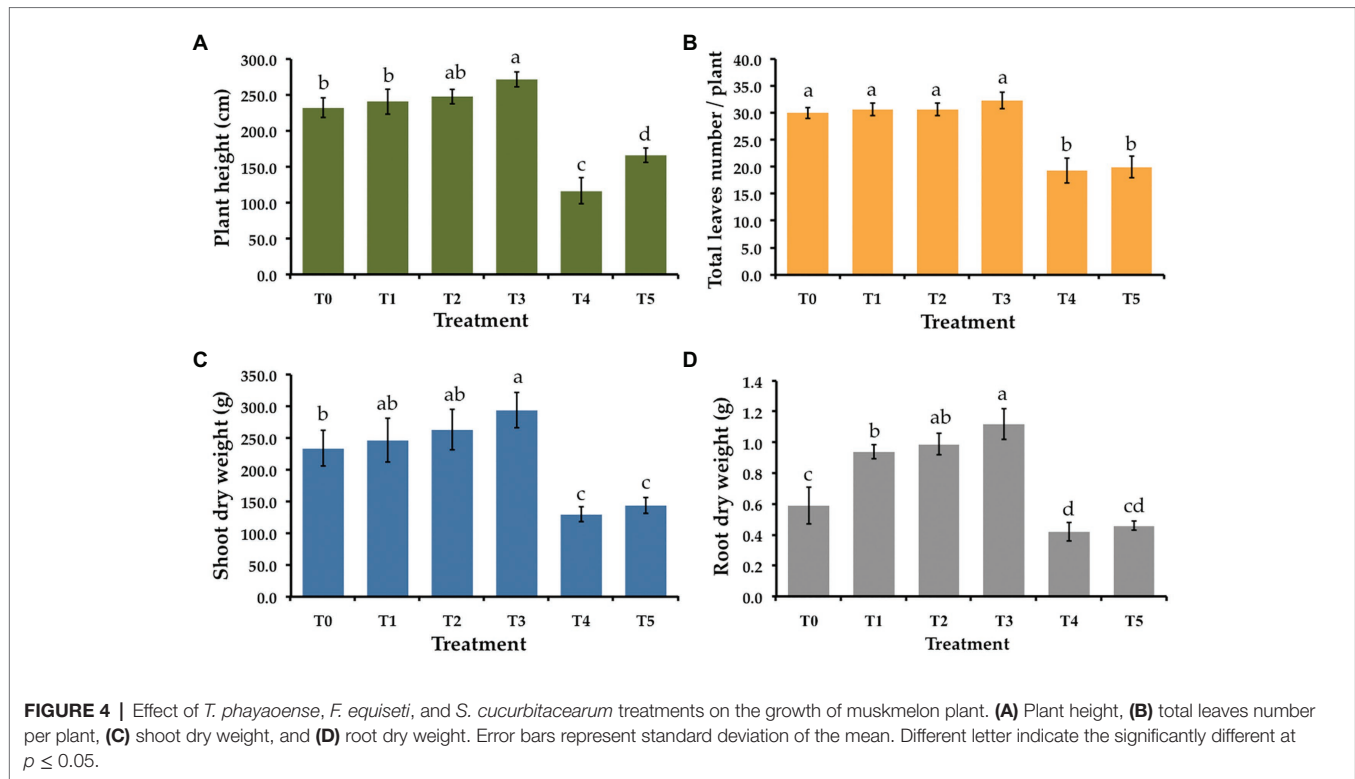 A
300.0
250.0
200.0
150.0
100.0
50.0
0.0
Plant height (cm)
b
b
ab
a
c
d
T0 T1 T2 T3 T4 T5
Treatment
B
40.0
35.0
30.0
25.0
20.0
15.0
10.0
5.0
0.0
Total leaves number / plant
a
a
a
a
b
b
T0 T1 T2 T3 T4 T5
Treatment
C
350.0
300.0
250.0
200.0
150.0
100.0
50.0
0.0
Shoot dry weight (g)
b
ab
ab
a
c
c
T0 T1 T2 T3 T4 T5
Treatment
D
1.4
1.2
1.0
0.8
0.6
0.4
0.2
0.0
Root dry weight (g)
c
b
ab
a
d
cd
T0 T1 T2 T3 T4 T5
Treatment
FIGURE 4 | Effect of T. phayaoense, F. equiseti, and S. cucurbitacearum treatments on the growth of muskmelon plant. (A) Plant height, (B) total leaves number
per plant, (C) shoot dry weight, and (D) root dry weight. Error bars represent standard deviation of the mean. Different letter indicate the significantly different at
p ≤ 0.05.